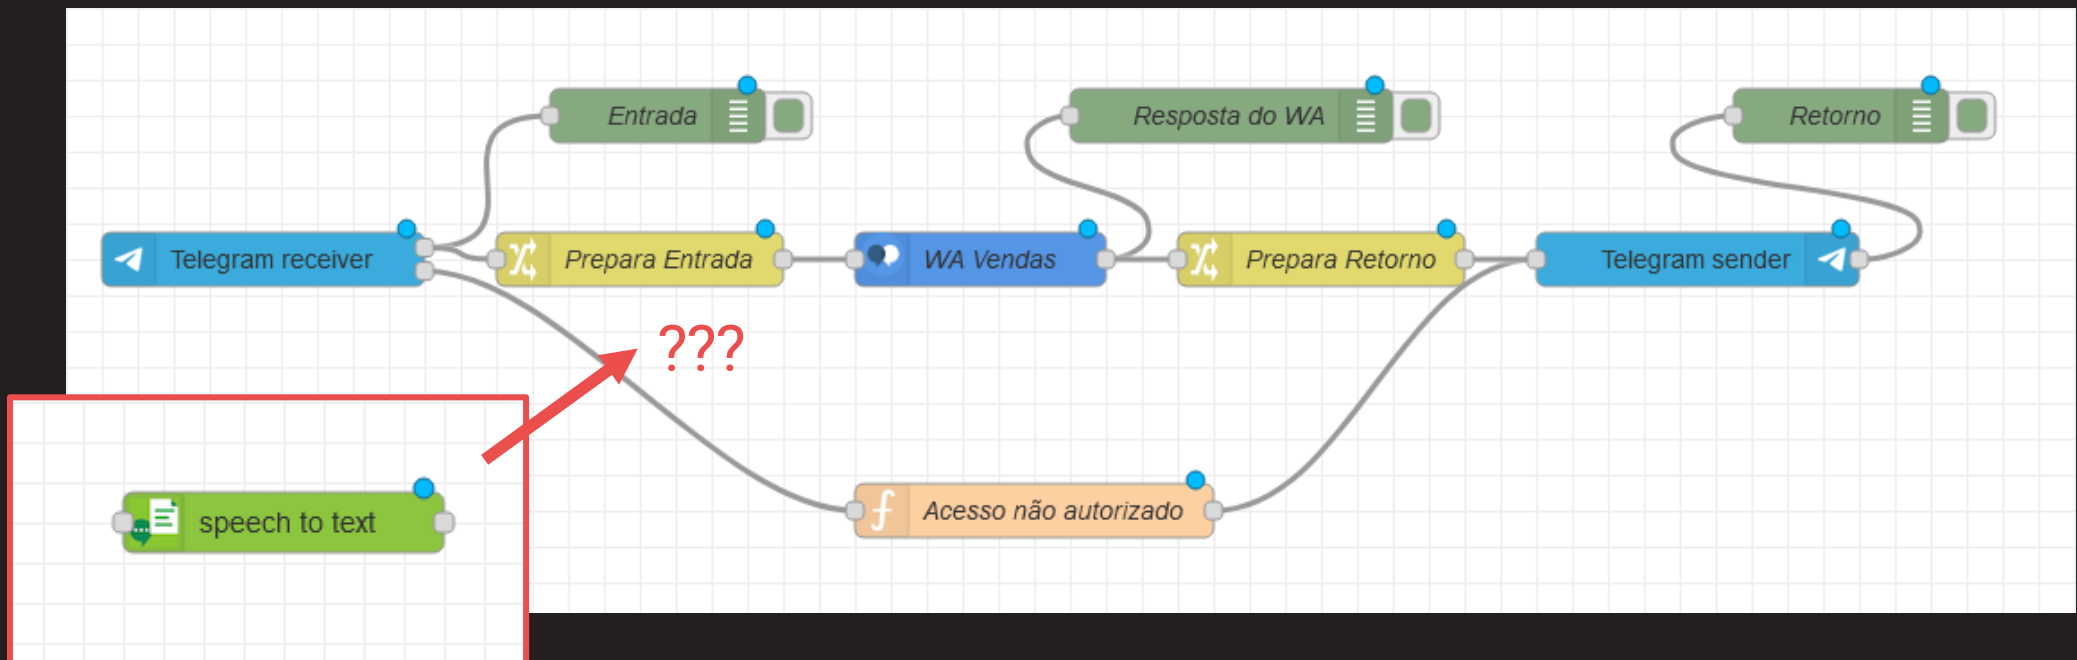 Entrada
Resposta do WA
Retorno
Telegram receiver
Prepara Entrada
WA Vendas
Prepara Retorno
Telegram sender
???
speech to text
Acesso não autorizado